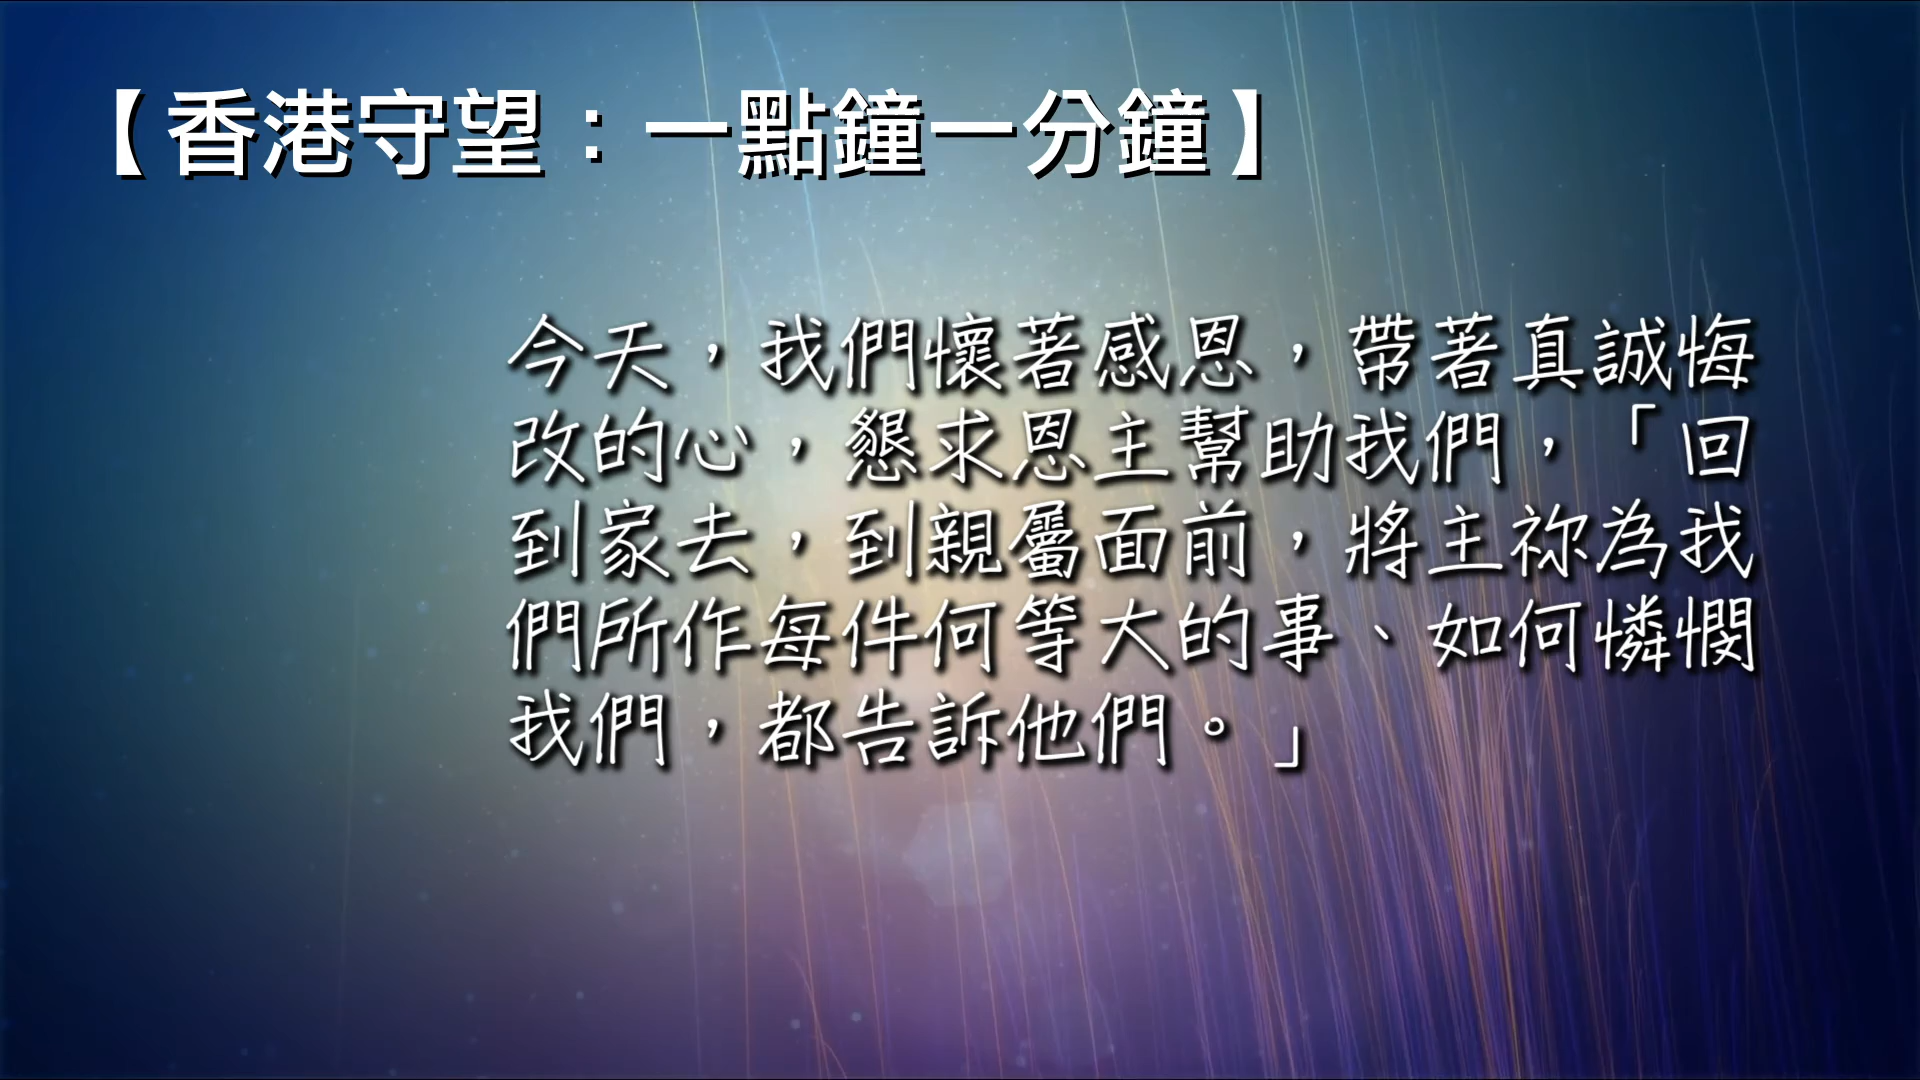 【香港守望：一點鐘一分鐘】
今天，我們懷著感恩，帶著真誠悔
改的心，懇求恩主幫助我們，「回
到家去，到親屬面前，將主祢為我
們所作每件何等大的事、如何憐憫
我們，都告訴他們。」